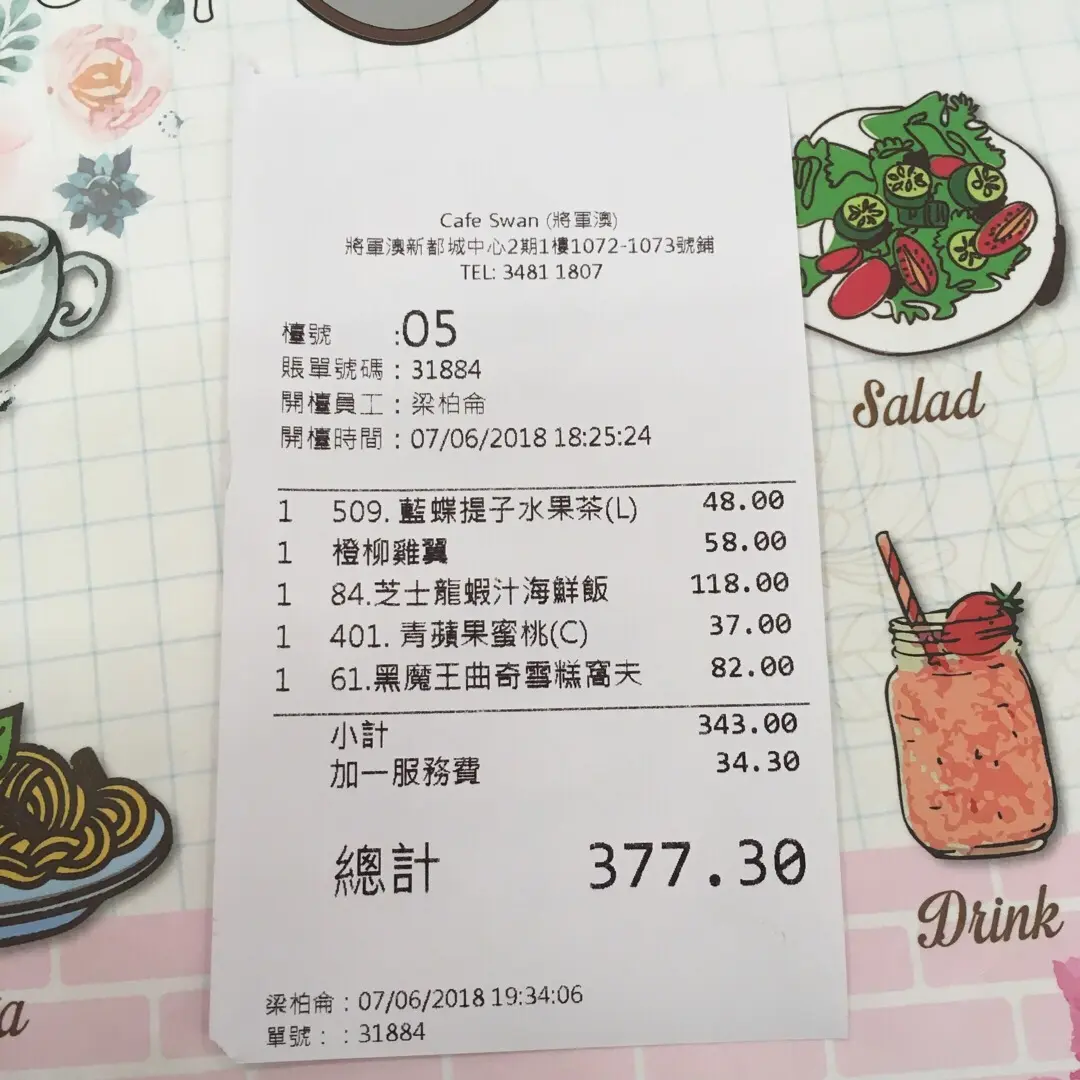 Cafe Swan (將軍澳)
將軍澳新都城中心2期1樓1072-1073號鋪
TEL: 3481 1807
檯號 :05
賬單號碼 : 31884
開檯員工 : 梁柏侖
開檯時間 : 07/06/2018 18:25:24
1 509. 藍蝶提子水果茶(L) 48.00
1 橙柳雞翼 58.00
1 84.芝士龍蝦汁海鮮飯 118.00
1 401. 青蘋果蜜桃(C) 37.00
1 61.黑魔王曲奇雪糕窩夫 82.00
小計 343.00
加一服務費 34.30
總計 377.30
梁柏侖 : 07/06/2018 19:34:06
單號 : : 31884
Salad
Drink